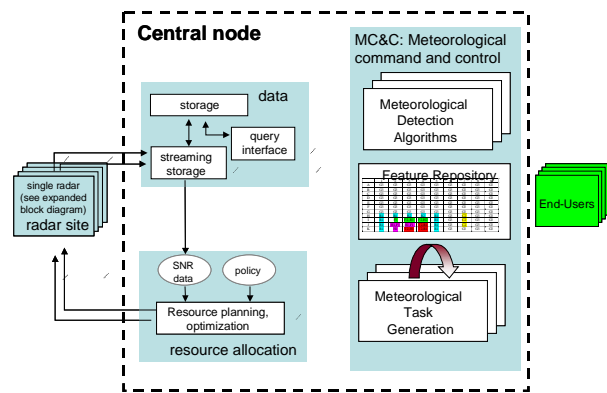 Central node
MC&C: Meteorological
command and control
data
storage
query
interface
streaming
storage
Meteorological
Detection
Algorithms
Feature Repository
single radar
(see expanded
block diagram)
radar site
End-Users
SNR
data
policy
Resource planning,
optimization
resource allocation
Meteorological
Task
Generation